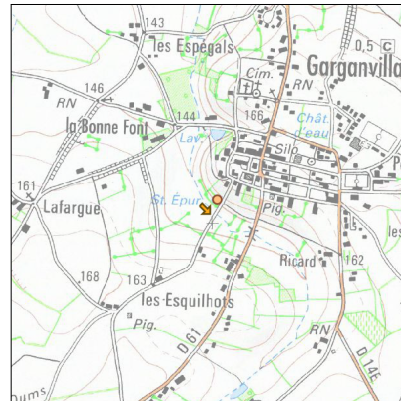 143
les Espégals
0,5 C
Cim.
Garganvilla
RN
146
RN
166
Chât.
d'eau
144
la Bonne Font
Lav.
Silo
161
St. Épur
Lafargue
Pig.
Ricard
162
168
163
les Esquilhots
Pig.
RN
D 61
D 14E
Dums